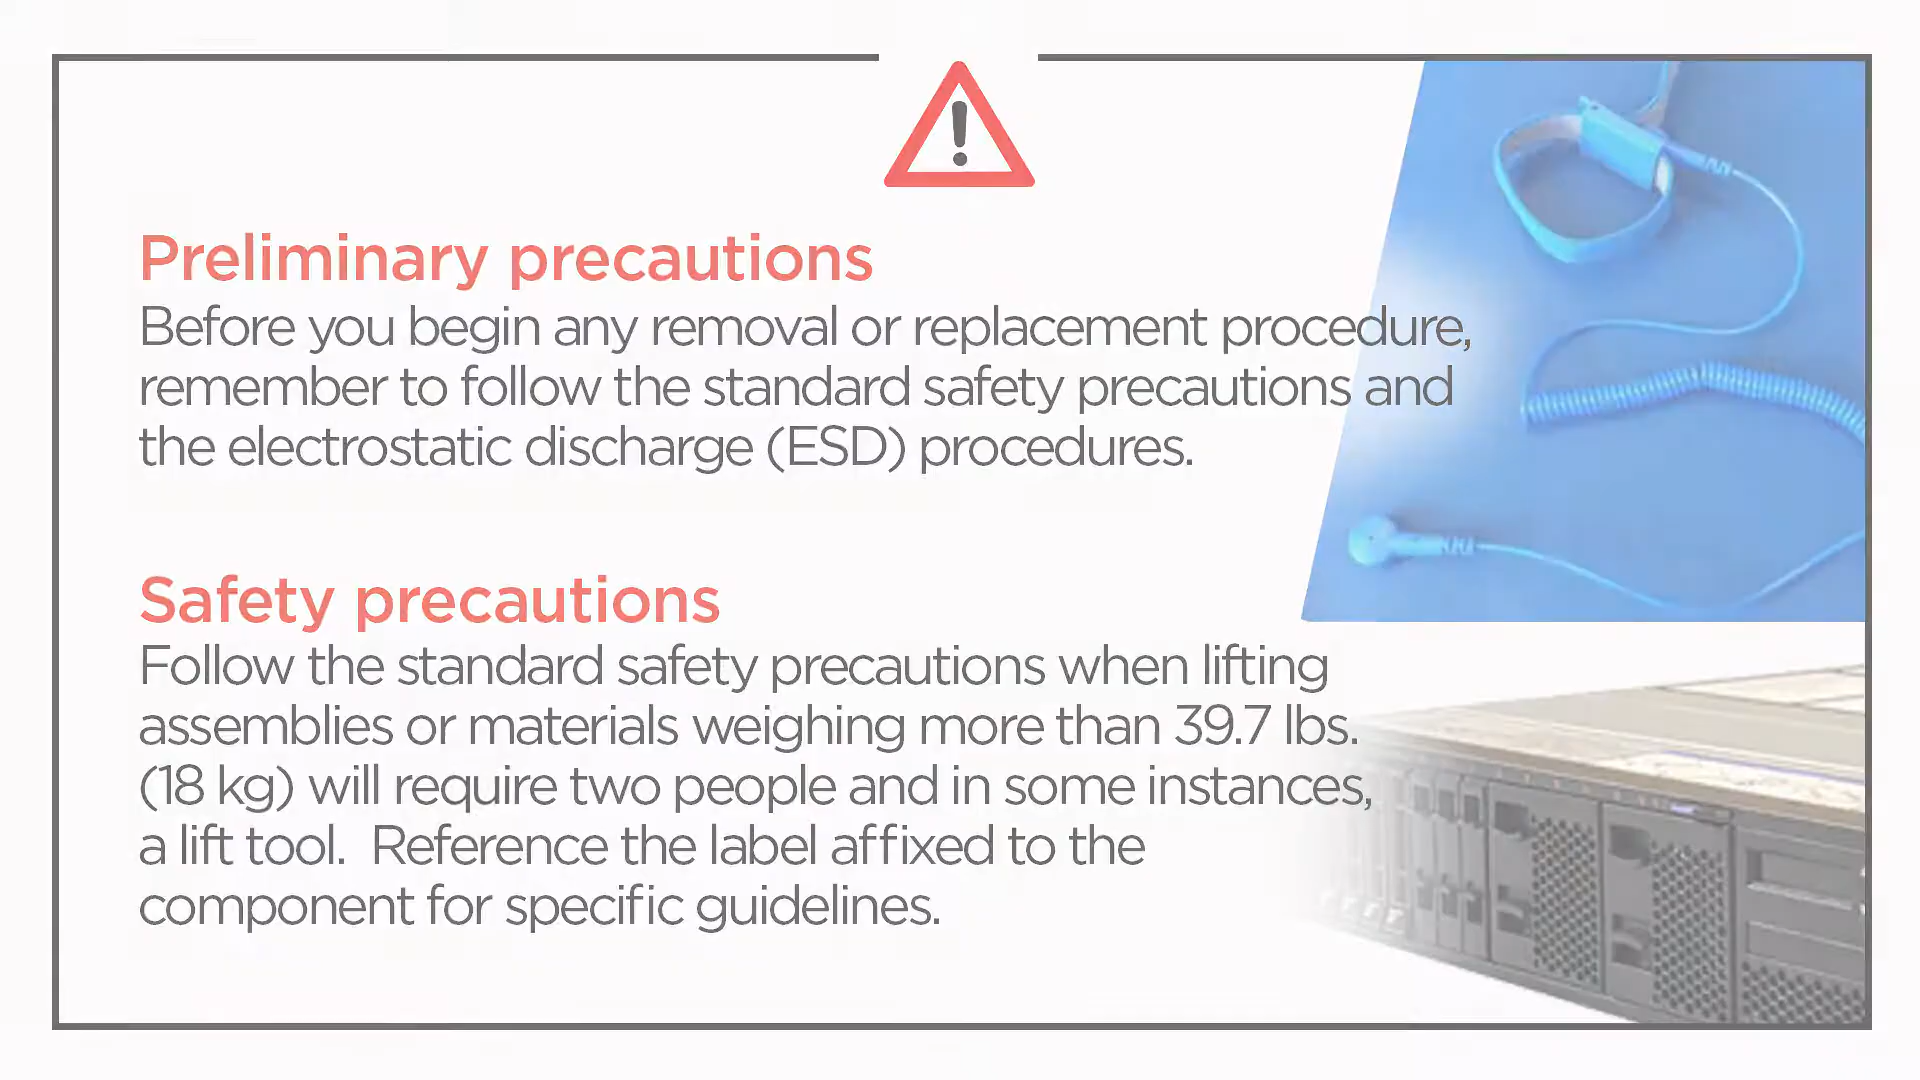 Preliminary precautions
Before you begin any removal or replacement procedure,
remember to follow the standard safety precautions and
the electrostatic discharge (ESD) procedures.
Safety precautions
Follow the standard safety precautions when lifting
assemblies or materials weighing more than 39.7 lbs.
(18 kg) will require two people and in some instances,
a lift tool.  Reference the label affixed to the
component for specific guidelines.